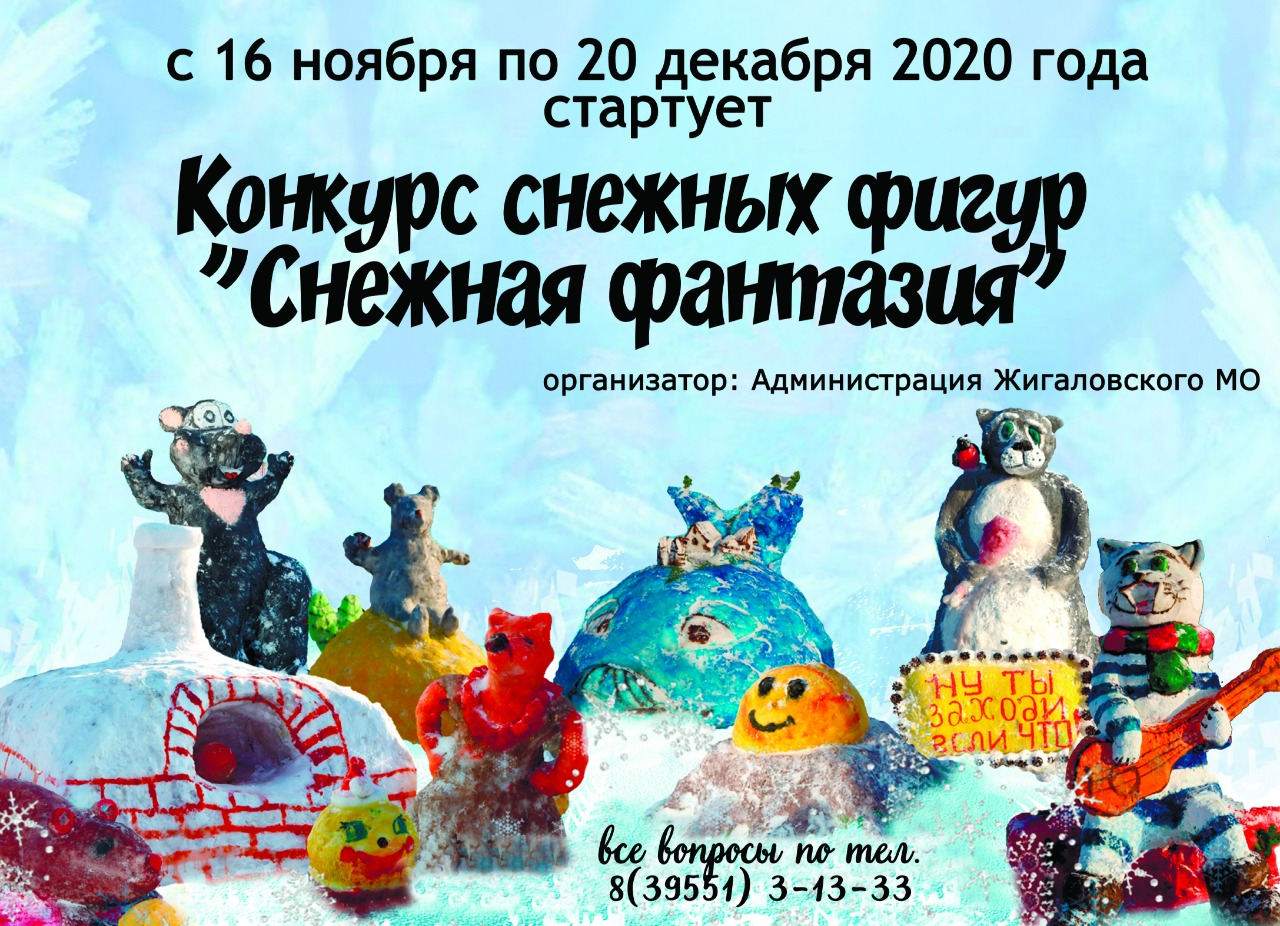 с 16 ноября по 20 декабря 2020 года
стартует
Конкурс снежных фигур
"Снежная фантазия"
организатор: Администрация Жигаловского МО
НУ ТЫ
заходи
если ЧТО
все вопросы по тел.
8(39551) 3-13-33